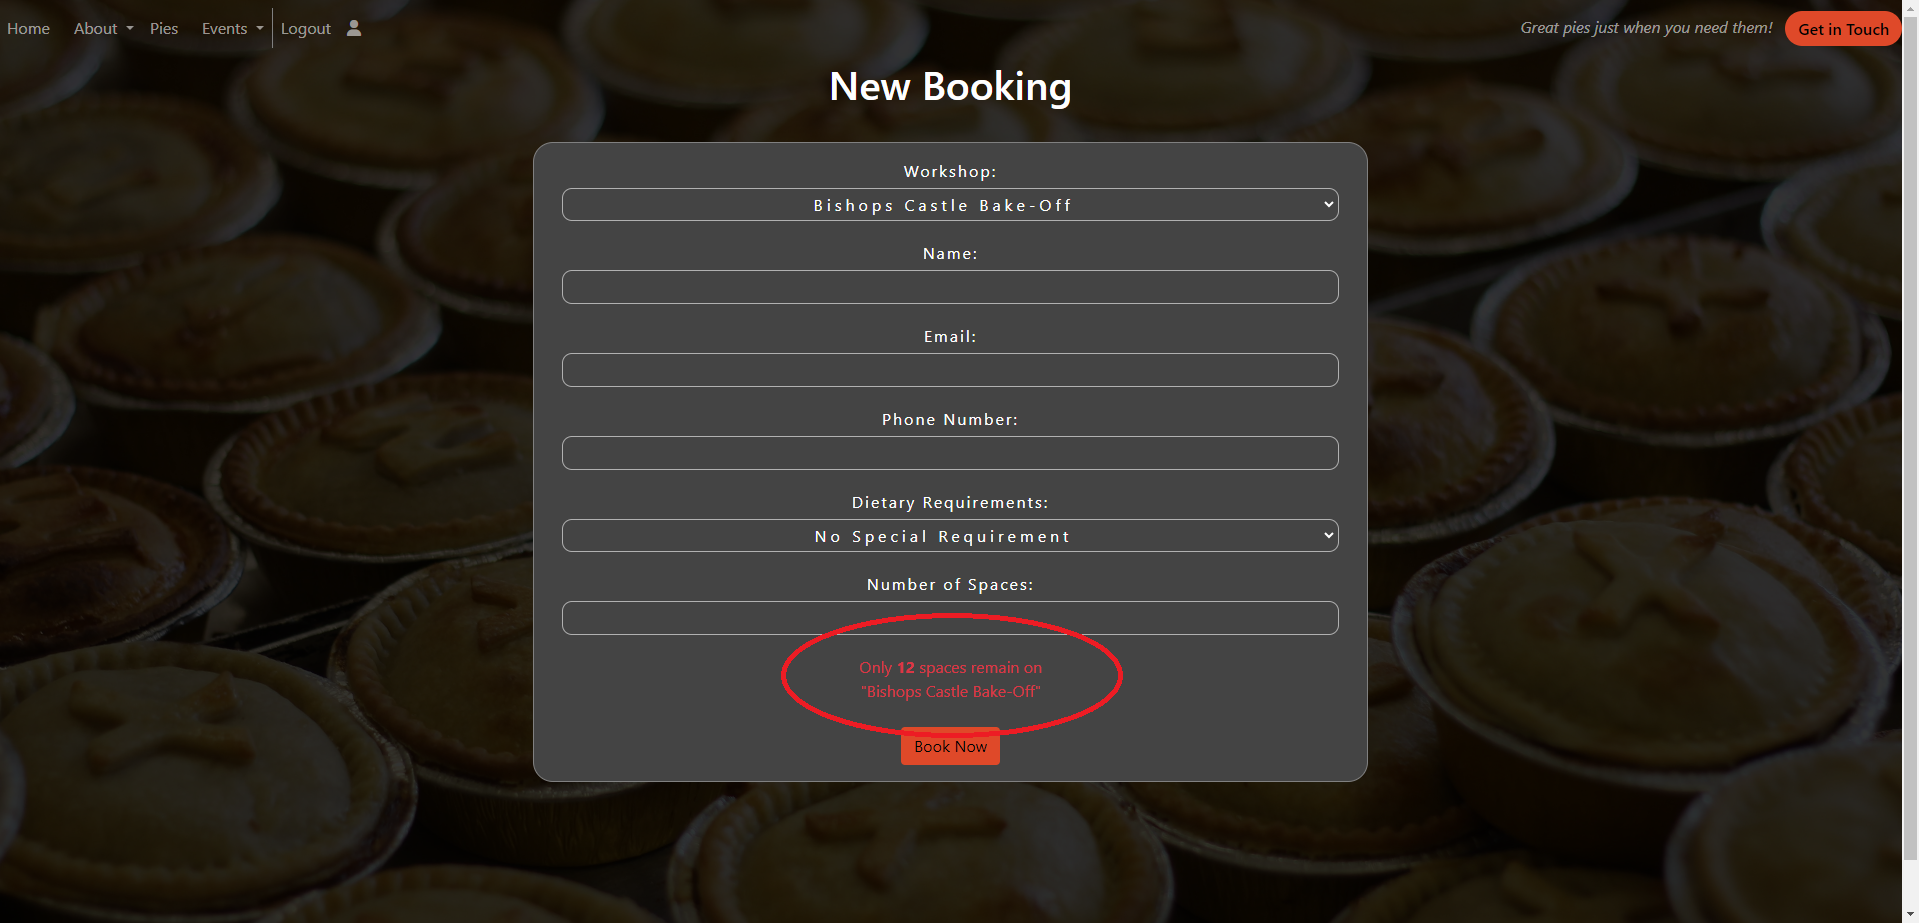 Home About Pies Events Logout Great pies just when you need them! Get in Touch
New Booking
Workshop:
Bishops Castle Bake-Off
Name:
Email:
Phone Number:
Dietary Requirements:
No Special Requirement
Number of Spaces:
Only 12 spaces remain on
"Bishops Castle Bake-Off"
Book Now